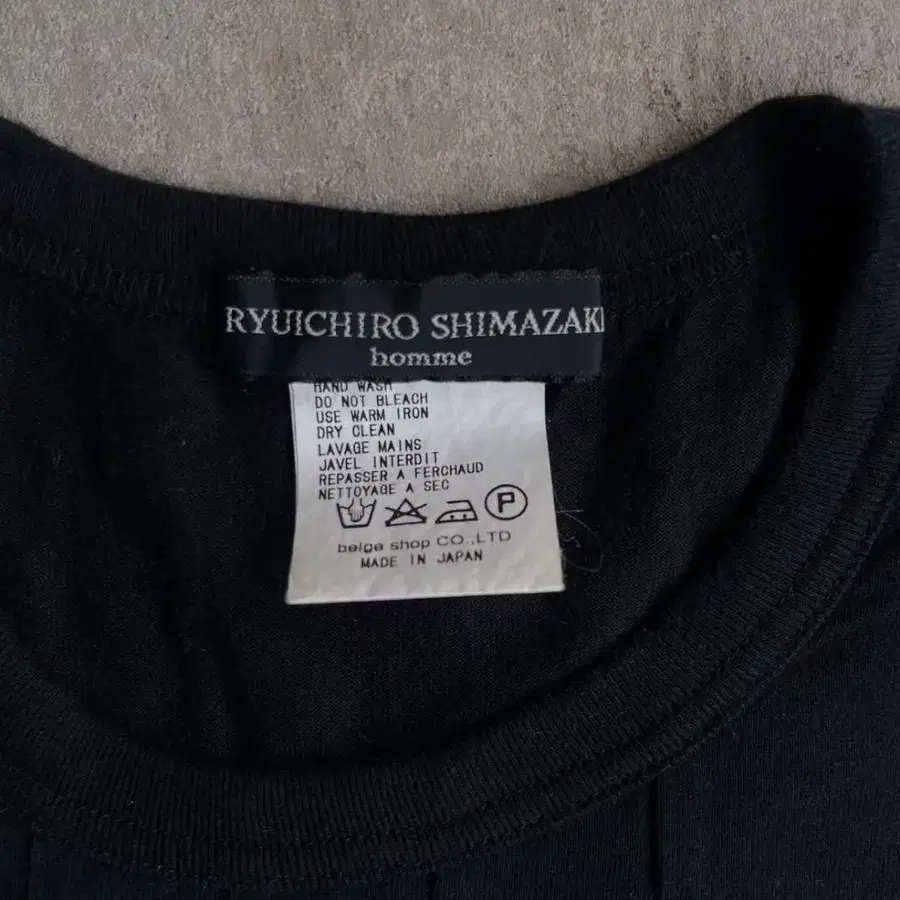 RYUICHIRO SHIMAZAKI
homme
HAND WASH
DO NOT BLEACH
USE WARM IRON
DRY CLEAN
LAVAGE MAINS
JAVEL INTERDIT
REPASSER A FERCHAUD
NETTOYAGE A SEC
P
beige shop CO.,LTD
MADE IN JAPAN